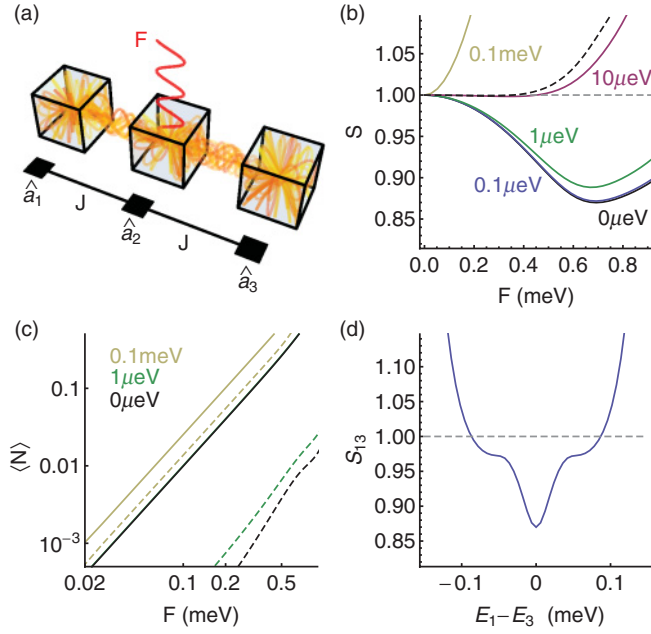 (a)
F
â₁
J
â₂
J
â₃
(b)
S
1.05
1.00
0.95
0.90
0.85
0.1meV
10μeV
1μeV
0.1μeV
0μeV
0.0 0.2 0.4 0.6 0.8
F (meV)
(c)
⟨N⟩
0.1meV
1μeV
0μeV
0.1
0.01
10⁻³
0.02 0.1 0.2 0.5
F (meV)
(d)
S₁₃
1.10
1.05
1.00
0.95
0.90
0.85
−0.1 0 0.1
E₁−E₃ (meV)